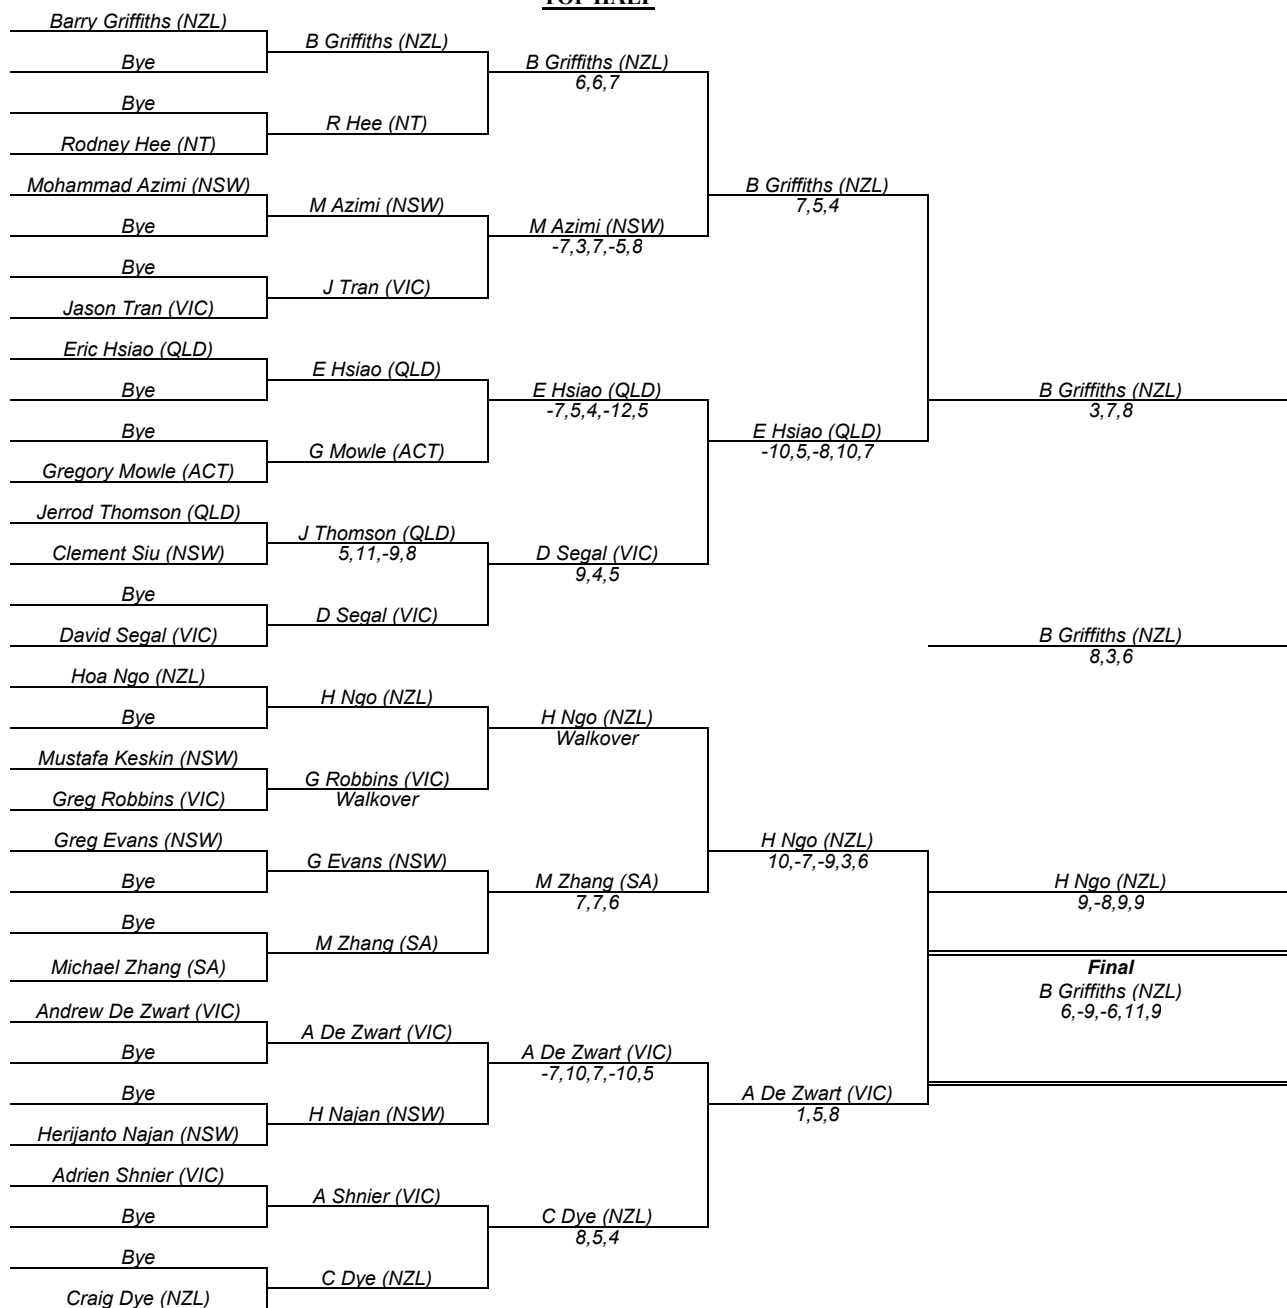 TOP HALF
Barry Griffiths (NZL)
B Griffiths (NZL)
Bye
B Griffiths (NZL)
6,6,7
Bye
R Hee (NT)
Rodney Hee (NT)
Mohammad Azimi (NSW)
B Griffiths (NZL)
7,5,4
M Azimi (NSW)
Bye
M Azimi (NSW)
-7,3,7,-5,8
Bye
J Tran (VIC)
Jason Tran (VIC)
Eric Hsiao (QLD)
E Hsiao (QLD)
Bye
E Hsiao (QLD)
-7,5,4,-12,5
B Griffiths (NZL)
3,7,8
Bye
E Hsiao (QLD)
-10,5,-8,10,7
G Mowle (ACT)
Gregory Mowle (ACT)
Jerrod Thomson (QLD)
J Thomson (QLD)
5,11,-9,8
Clement Siu (NSW)
D Segal (VIC)
9,4,5
Bye
D Segal (VIC)
David Segal (VIC)
B Griffiths (NZL)
8,3,6
Hoa Ngo (NZL)
H Ngo (NZL)
Bye
H Ngo (NZL)
Walkover
Mustafa Keskin (NSW)
G Robbins (VIC)
Walkover
Greg Robbins (VIC)
Greg Evans (NSW)
H Ngo (NZL)
10,-7,-9,3,6
G Evans (NSW)
Bye
M Zhang (SA)
7,7,6
H Ngo (NZL)
9,-8,9,9
Bye
M Zhang (SA)
Michael Zhang (SA)
Final
B Griffiths (NZL)
6,-9,-6,11,9
Andrew De Zwart (VIC)
A De Zwart (VIC)
Bye
A De Zwart (VIC)
-7,10,7,-10,5
Bye
A De Zwart (VIC)
1,5,8
H Najan (NSW)
Herijanto Najan (NSW)
Adrien Shnier (VIC)
A Shnier (VIC)
Bye
C Dye (NZL)
8,5,4
Bye
C Dye (NZL)
Craig Dye (NZL)